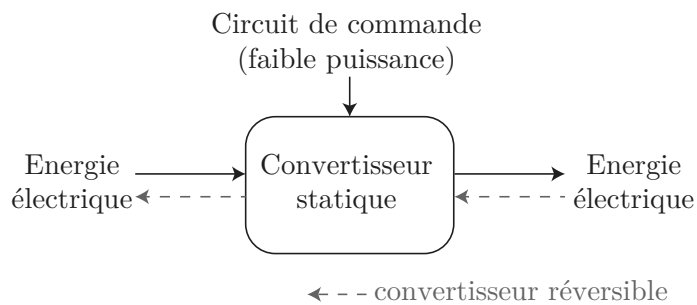 Circuit de commande
(faible puissance)
Energie
électrique
Convertisseur
statique
Energie
électrique
convertisseur réversible